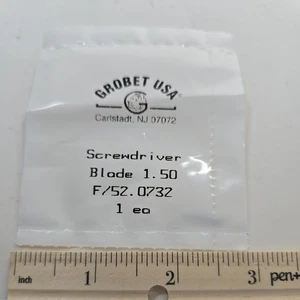 GROBET USA®
G
Carlstadt, NJ 07072
Screwdriver
Blade 1.50
F/52.0732
1 ea
inch 1 2 3 pen+